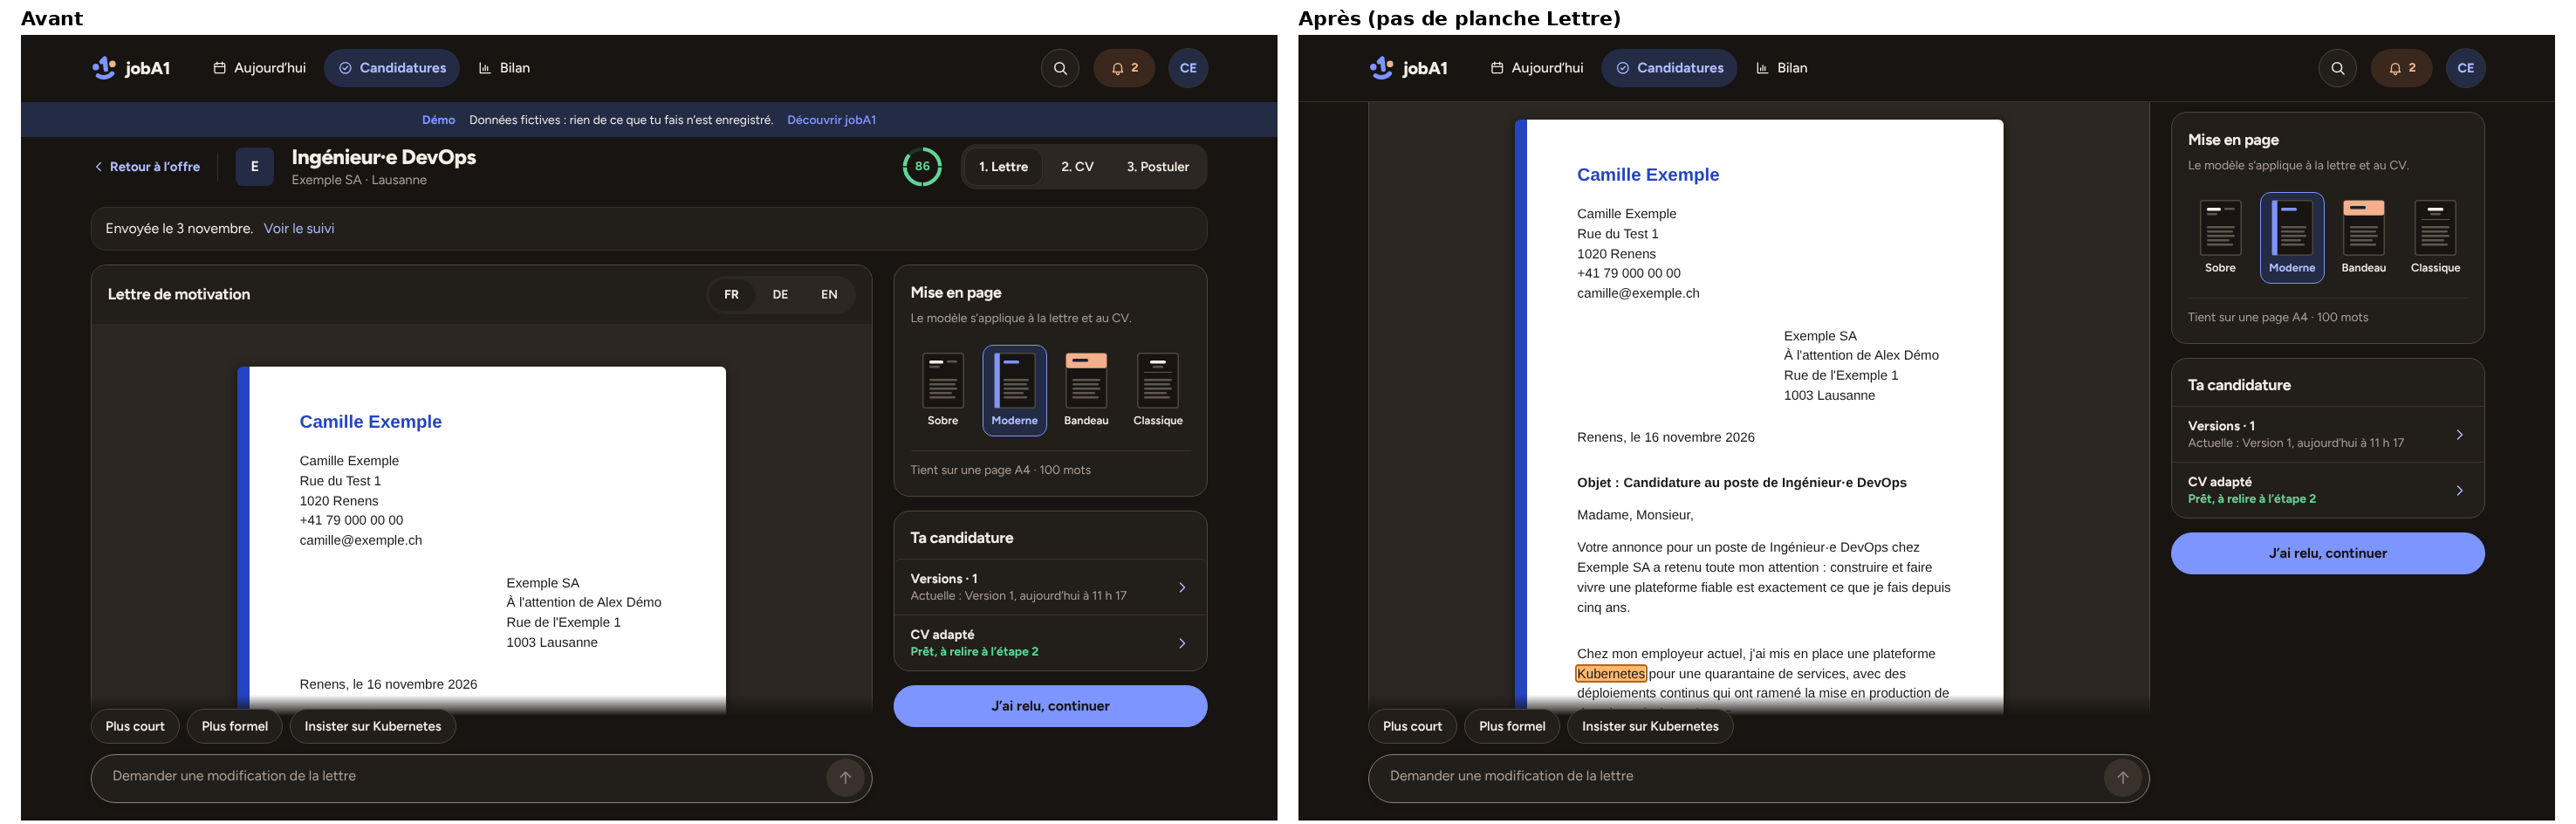 Avant
jobA1
Aujourd'hui
Candidatures
Bilan
2
CE
Démo Données fictives : rien de ce que tu fais n'est enregistré. Découvrir jobA1
Retour à l'offre
E
Ingénieur·e DevOps
Exemple SA · Lausanne
86
1. Lettre
2. CV
3. Postuler
Envoyée le 3 novembre. Voir le suivi
Lettre de motivation
FR
DE
EN
Camille Exemple
Camille Exemple
Rue du Test 1
1020 Renens
+41 79 000 00 00
camille@exemple.ch
Exemple SA
À l'attention de Alex Démo
Rue de l'Exemple 1
1003 Lausanne
Renens, le 16 novembre 2026
Plus court
Plus formel
Insister sur Kubernetes
Demander une modification de la lettre
Mise en page
Le modèle s'applique à la lettre et au CV.
Sobre
Moderne
Bandeau
Classique
Tient sur une page A4 · 100 mots
Ta candidature
Versions · 1
Actuelle : Version 1, aujourd'hui à 11 h 17
CV adapté
Prêt, à relire à l'étape 2
J'ai relu, continuer
Après (pas de planche Lettre)
jobA1
Aujourd'hui
Candidatures
Bilan
2
CE
Camille Exemple
Camille Exemple
Rue du Test 1
1020 Renens
+41 79 000 00 00
camille@exemple.ch
Exemple SA
À l'attention de Alex Démo
Rue de l'Exemple 1
1003 Lausanne
Renens, le 16 novembre 2026
Objet : Candidature au poste de Ingénieur·e DevOps
Madame, Monsieur,
Votre annonce pour un poste de Ingénieur·e DevOps chez
Exemple SA a retenu toute mon attention : construire et faire
vivre une plateforme fiable est exactement ce que je fais depuis
cinq ans.
Chez mon employeur actuel, j'ai mis en place une plateforme
Kubernetes pour une quarantaine de services, avec des
déploiements continus qui ont ramené la mise en production de
Plus court
Plus formel
Insister sur Kubernetes
Demander une modification de la lettre
Mise en page
Le modèle s'applique à la lettre et au CV.
Sobre
Moderne
Bandeau
Classique
Tient sur une page A4 · 100 mots
Ta candidature
Versions · 1
Actuelle : Version 1, aujourd'hui à 11 h 17
CV adapté
Prêt, à relire à l'étape 2
J'ai relu, continuer